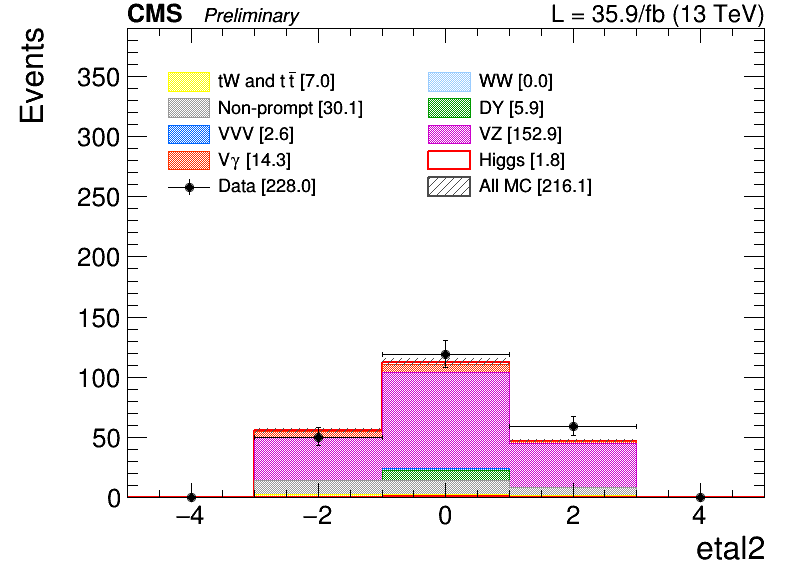 CMS Preliminary L = 35.9/fb (13 TeV)
Events
350
300
250
200
150
100
50
0
tW and t t̄ [7.0] WW [0.0]
Non-prompt [30.1] DY [5.9]
VVV [2.6] VZ [152.9]
Vγ [14.3] Higgs [1.8]
Data [228.0] All MC [216.1]
−4 −2 0 2 4
etal2